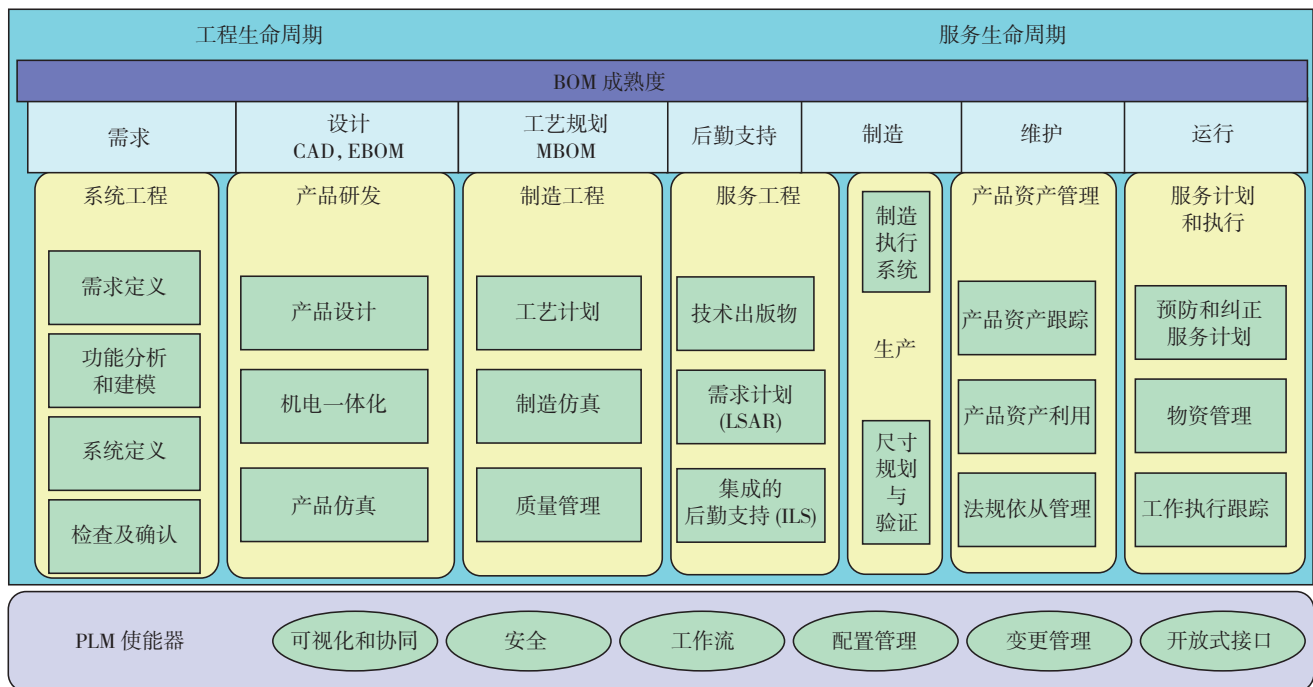 工程生命周期
服务生命周期
BOM 成熟度
需求
设计
CAD, EBOM
工艺规划
MBOM
后勤支持
制造
维护
运行
系统工程
需求定义
功能分析
和建模
系统定义
检查及确认
产品研发
产品设计
机电一体化
产品仿真
制造工程
工艺计划
制造仿真
质量管理
服务工程
技术出版物
需求计划
(LSAR)
集成的
后勤支持 (ILS)
制造
执行
系统
生产
尺寸
规划
与
验证
产品资产管理
产品资产跟踪
产品资产利用
法规依从管理
服务计划
和执行
预防和纠正
服务计划
物资管理
工作执行跟踪
PLM 使能器
可视化和协同
安全
工作流
配置管理
变更管理
开放式接口